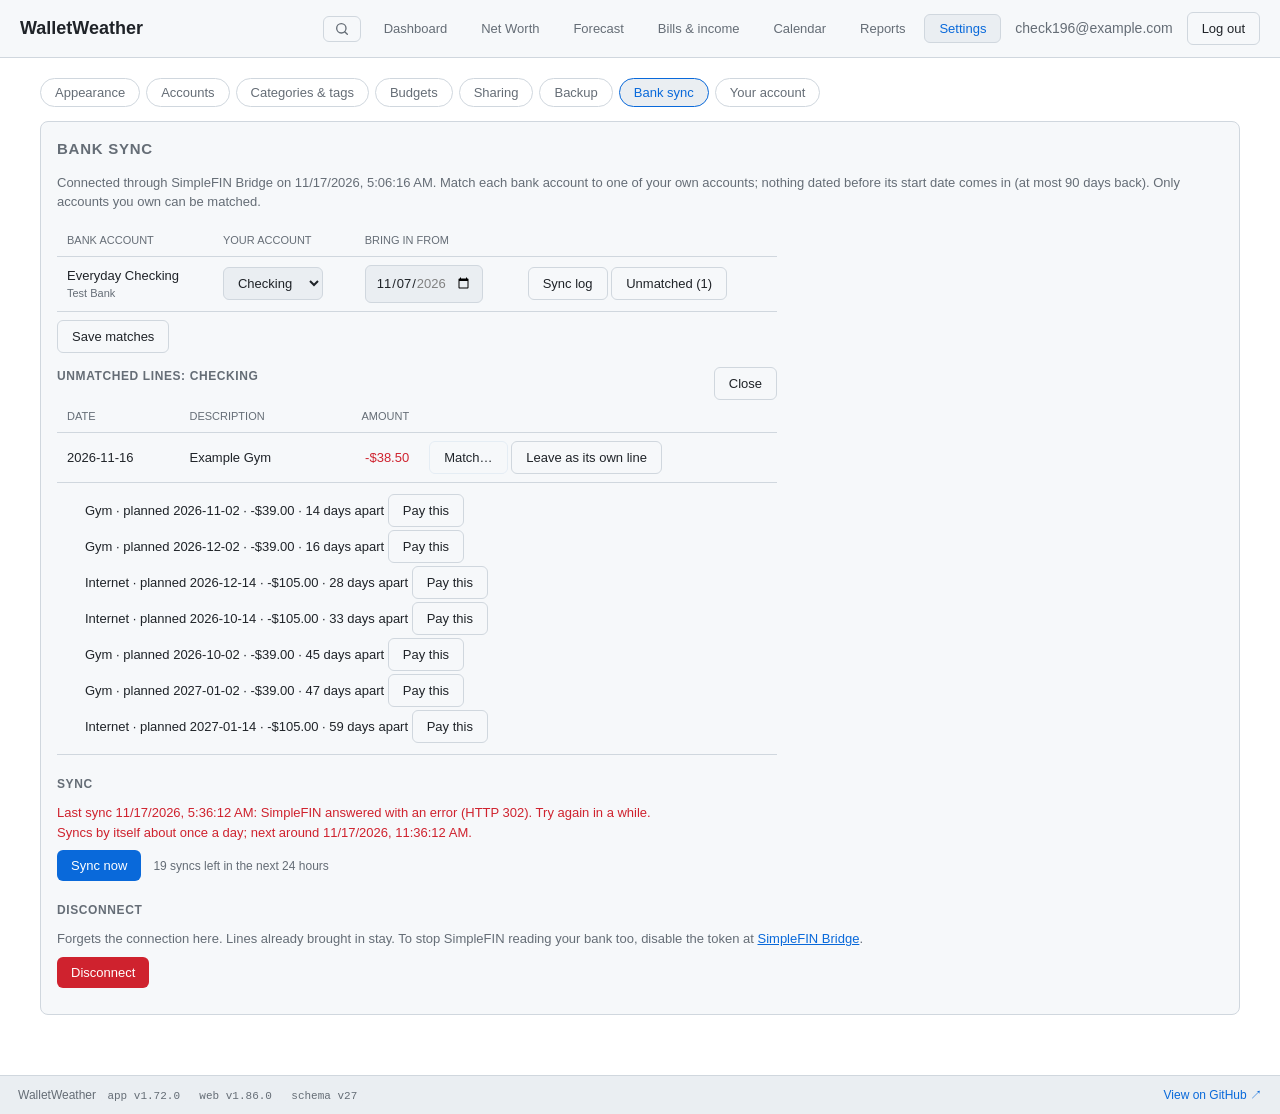 WalletWeather
Dashboard
Net Worth
Forecast
Bills & income
Calendar
Reports
Settings
check196@example.com
Log out
Appearance
Accounts
Categories & tags
Budgets
Sharing
Backup
Bank sync
Your account
BANK SYNC
Connected through SimpleFIN Bridge on 11/17/2026, 5:06:16 AM. Match each bank account to one of your own accounts; nothing dated before its start date comes in (at most 90 days back). Only
accounts you own can be matched.
BANK ACCOUNT YOUR ACCOUNT BRING IN FROM
Everyday Checking
Test Bank
Checking
11/07/2026
Sync log
Unmatched (1)
Save matches
UNMATCHED LINES: CHECKING
Close
DATE DESCRIPTION AMOUNT
2026-11-16 Example Gym -$38.50 Match… Leave as its own line
Gym · planned 2026-11-02 · -$39.00 · 14 days apart Pay this
Gym · planned 2026-12-02 · -$39.00 · 16 days apart Pay this
Internet · planned 2026-12-14 · -$105.00 · 28 days apart Pay this
Internet · planned 2026-10-14 · -$105.00 · 33 days apart Pay this
Gym · planned 2026-10-02 · -$39.00 · 45 days apart Pay this
Gym · planned 2027-01-02 · -$39.00 · 47 days apart Pay this
Internet · planned 2027-01-14 · -$105.00 · 59 days apart Pay this
SYNC
Last sync 11/17/2026, 5:36:12 AM: SimpleFIN answered with an error (HTTP 302). Try again in a while.
Syncs by itself about once a day; next around 11/17/2026, 11:36:12 AM.
Sync now 19 syncs left in the next 24 hours
DISCONNECT
Forgets the connection here. Lines already brought in stay. To stop SimpleFIN reading your bank too, disable the token at SimpleFIN Bridge.
Disconnect
WalletWeather app v1.72.0 web v1.86.0 schema v27
View on GitHub ↗